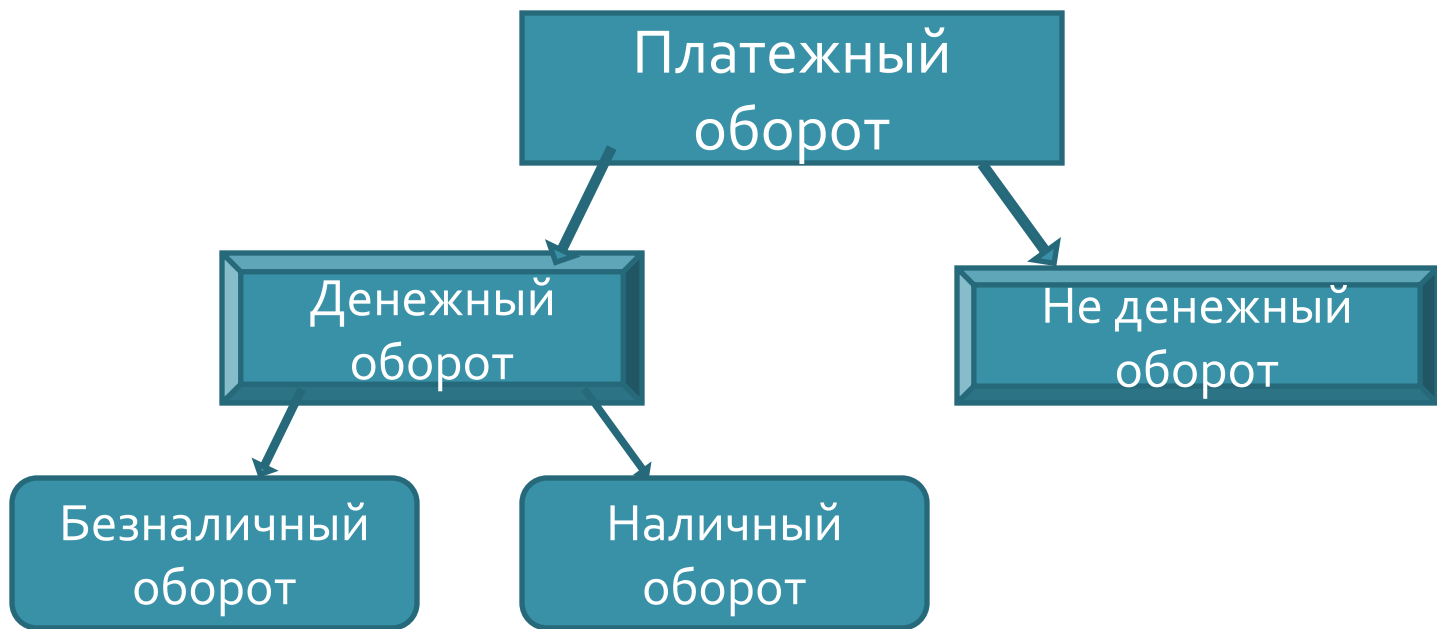 Платежный
оборот
Денежный
оборот
Не денежный
оборот
Безналичный
оборот
Наличный
оборот